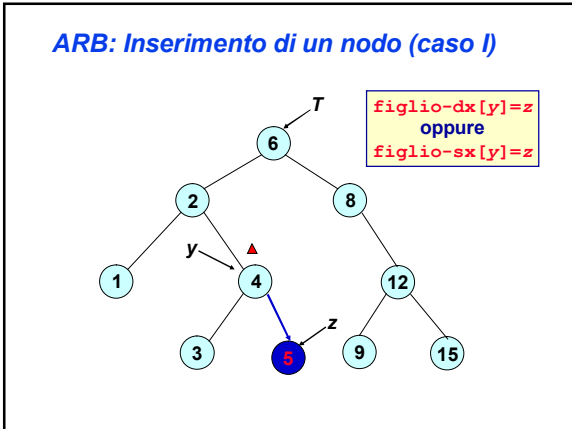 ARB: Inserimento di un nodo (caso I)
T
figlio-dx[y]=z
oppure
figlio-sx[y]=z
6
2
8
y
1
4
12
z
3
5
9
15